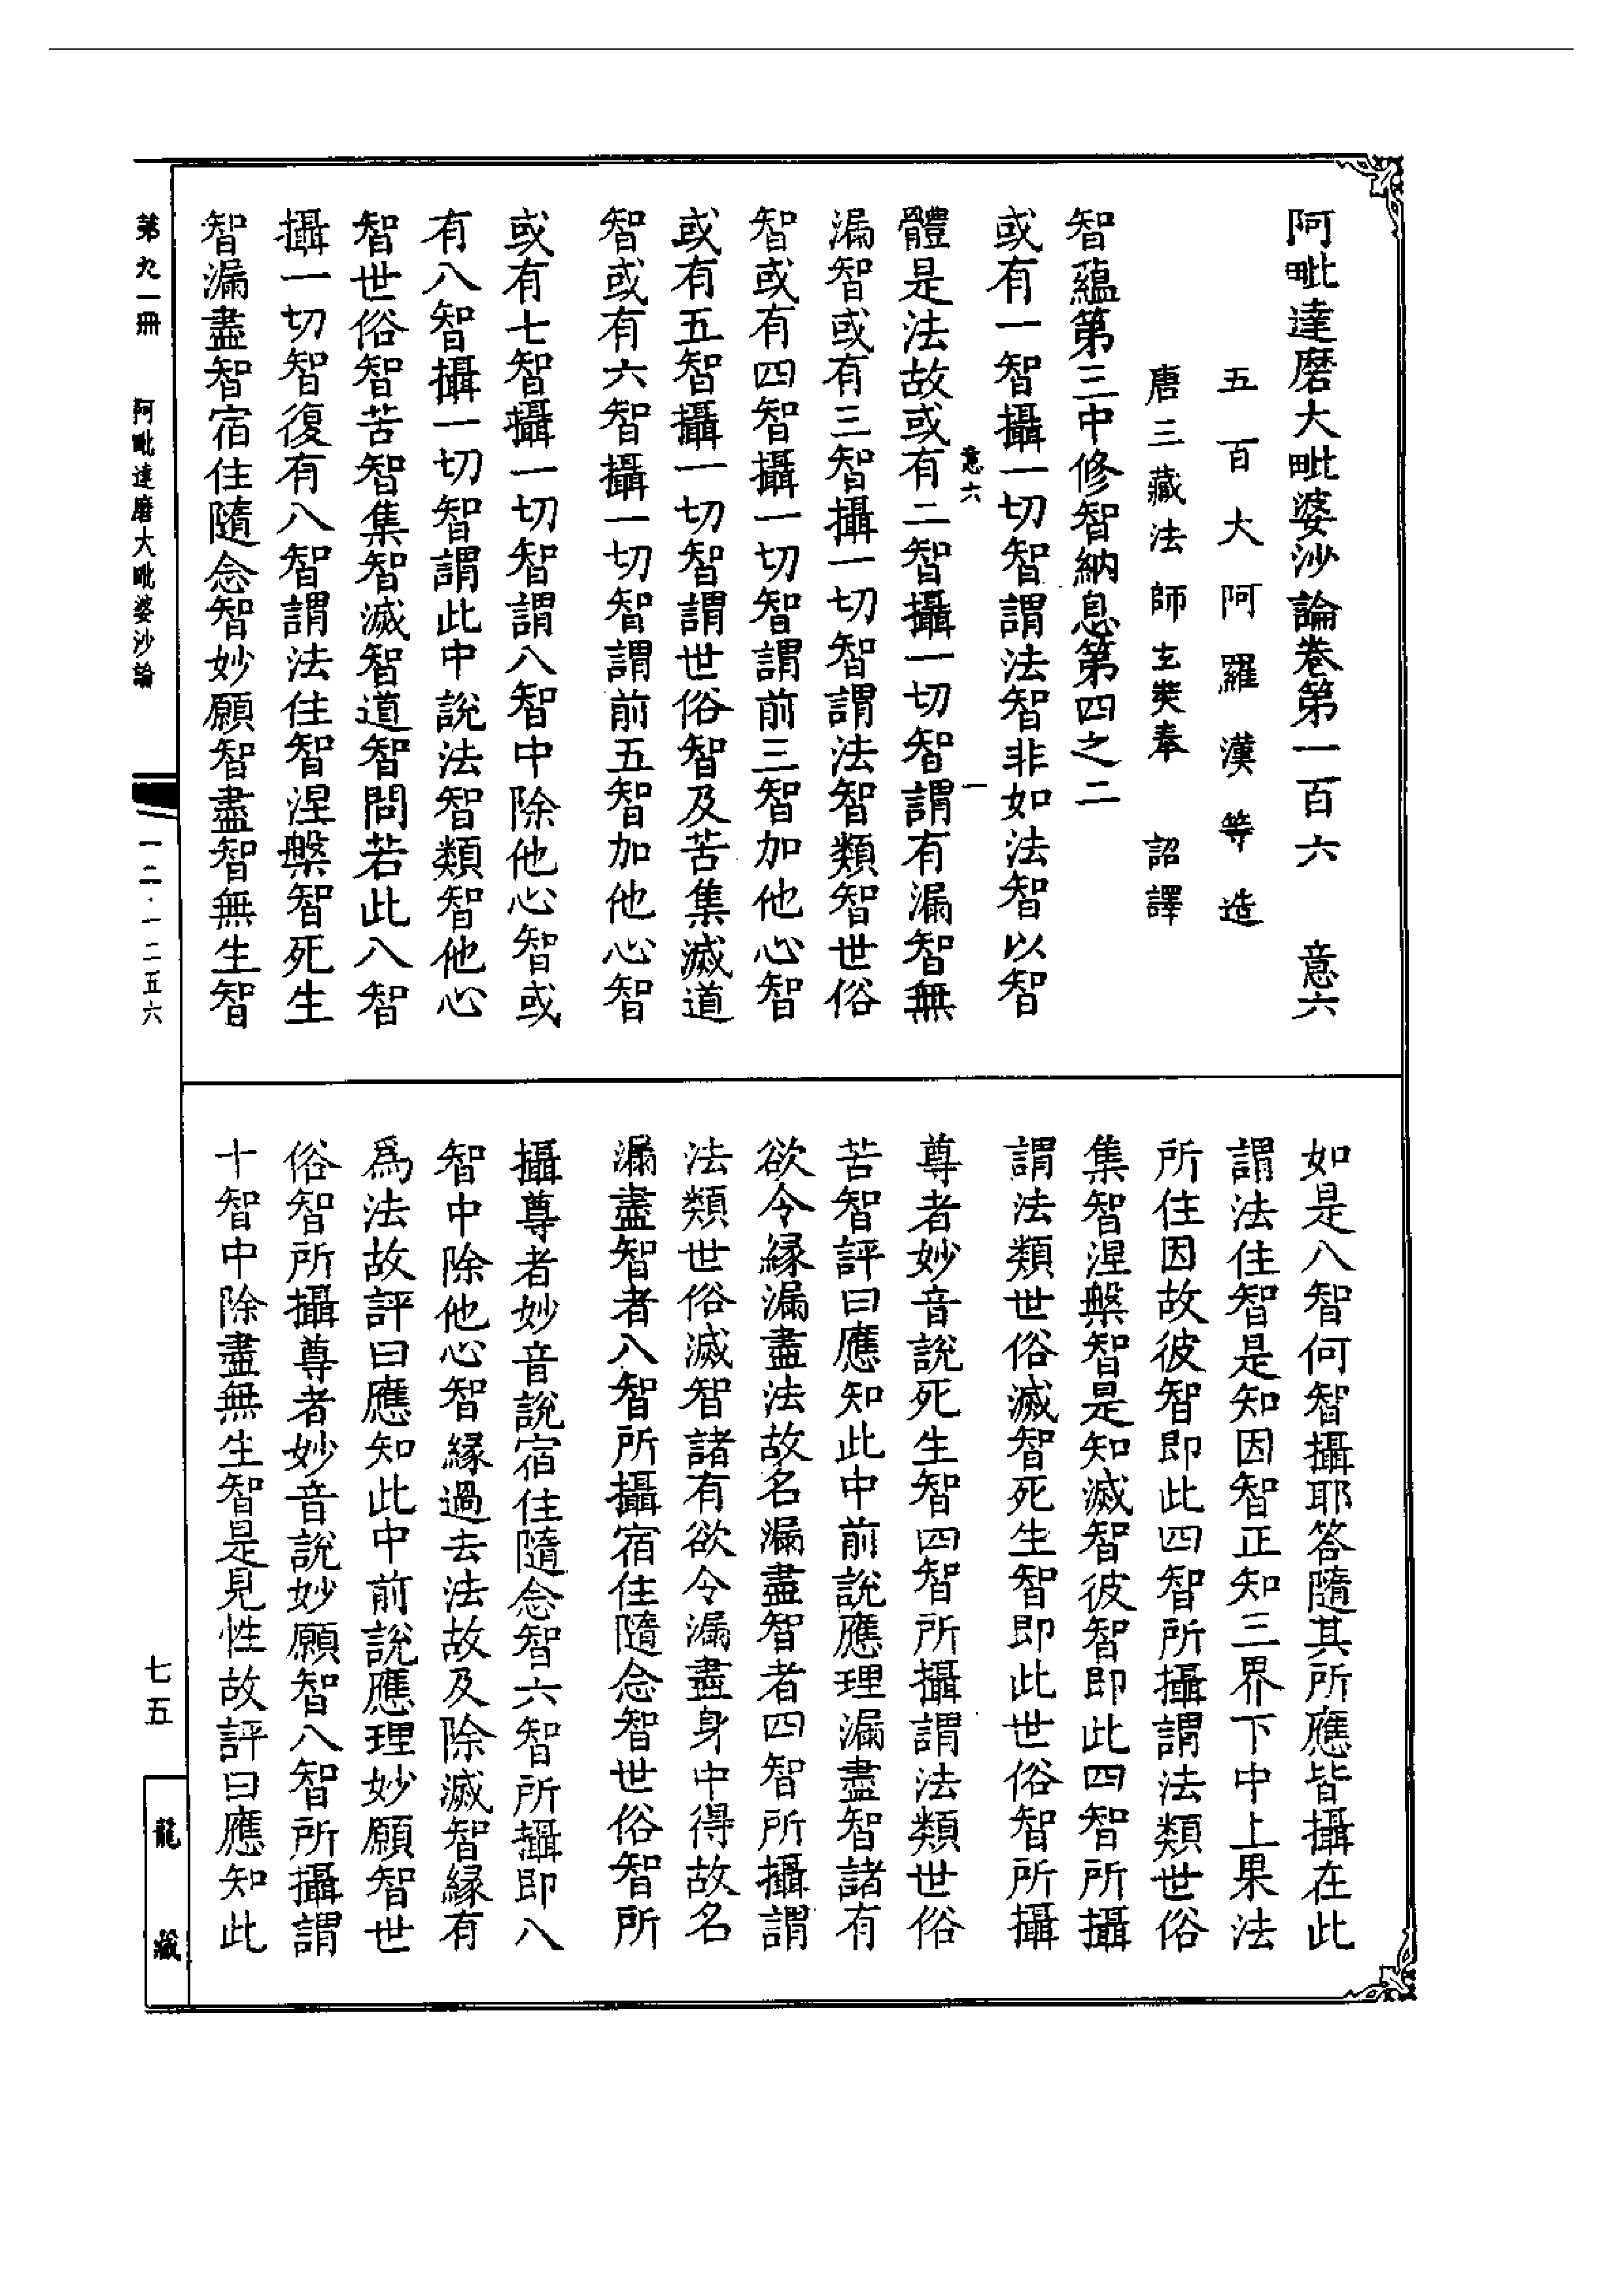 阿毗達磨大毗婆沙論卷第一百六　意六
五百大阿羅漢等造
唐三藏法師玄奘奉　詔譯
智蘊第三中修智納息第四之二
或有一智攝一切智謂法智非如法智以智
意六　一
體是法故或有二智攝一切智謂有漏智無
漏智或有三智攝一切智謂法智類智世俗
智或有四智攝一切智謂前三智加他心智
或有五智攝一切智謂世俗智及苦集滅道
智或有六智攝一切智謂前五智加他心智
或有七智攝一切智謂八智中除他心智或
有八智攝一切智謂此中說法智類智他心
智世俗智苦智集智滅智道智問若此八智
攝一切智復有八智謂法住智涅槃智死生
智漏盡智宿住隨念智妙願智盡智無生智
如是八智何智攝耶答隨其所應皆攝在此
謂法住智是知因智正知三界下中上果法
所住因故彼智即此四智所攝謂法類世俗
集智涅槃智是知滅智彼智即此四智所攝
謂法類世俗滅智死生智即此世俗智所攝
尊者妙音說死生智四智所攝謂法類世俗
苦智評曰應知此中前說應理漏盡智諸有
欲令緣漏盡法故名漏盡智者四智所攝謂
法類世俗滅智諸有欲令漏盡身中得故名
漏盡智者八智所攝宿住隨念智世俗智所
攝尊者妙音說宿住隨念智六智所攝即八
智中除他心智緣過去法故及除滅智緣有
為法故評曰應知此中前說應理妙願智世
俗智所攝尊者妙音說妙願智八智所攝謂
十智中除盡無生智是見性故評曰應知此
第九一冊　阿毗達磨大毗婆沙論　一二·一二五六
七五
龍藏